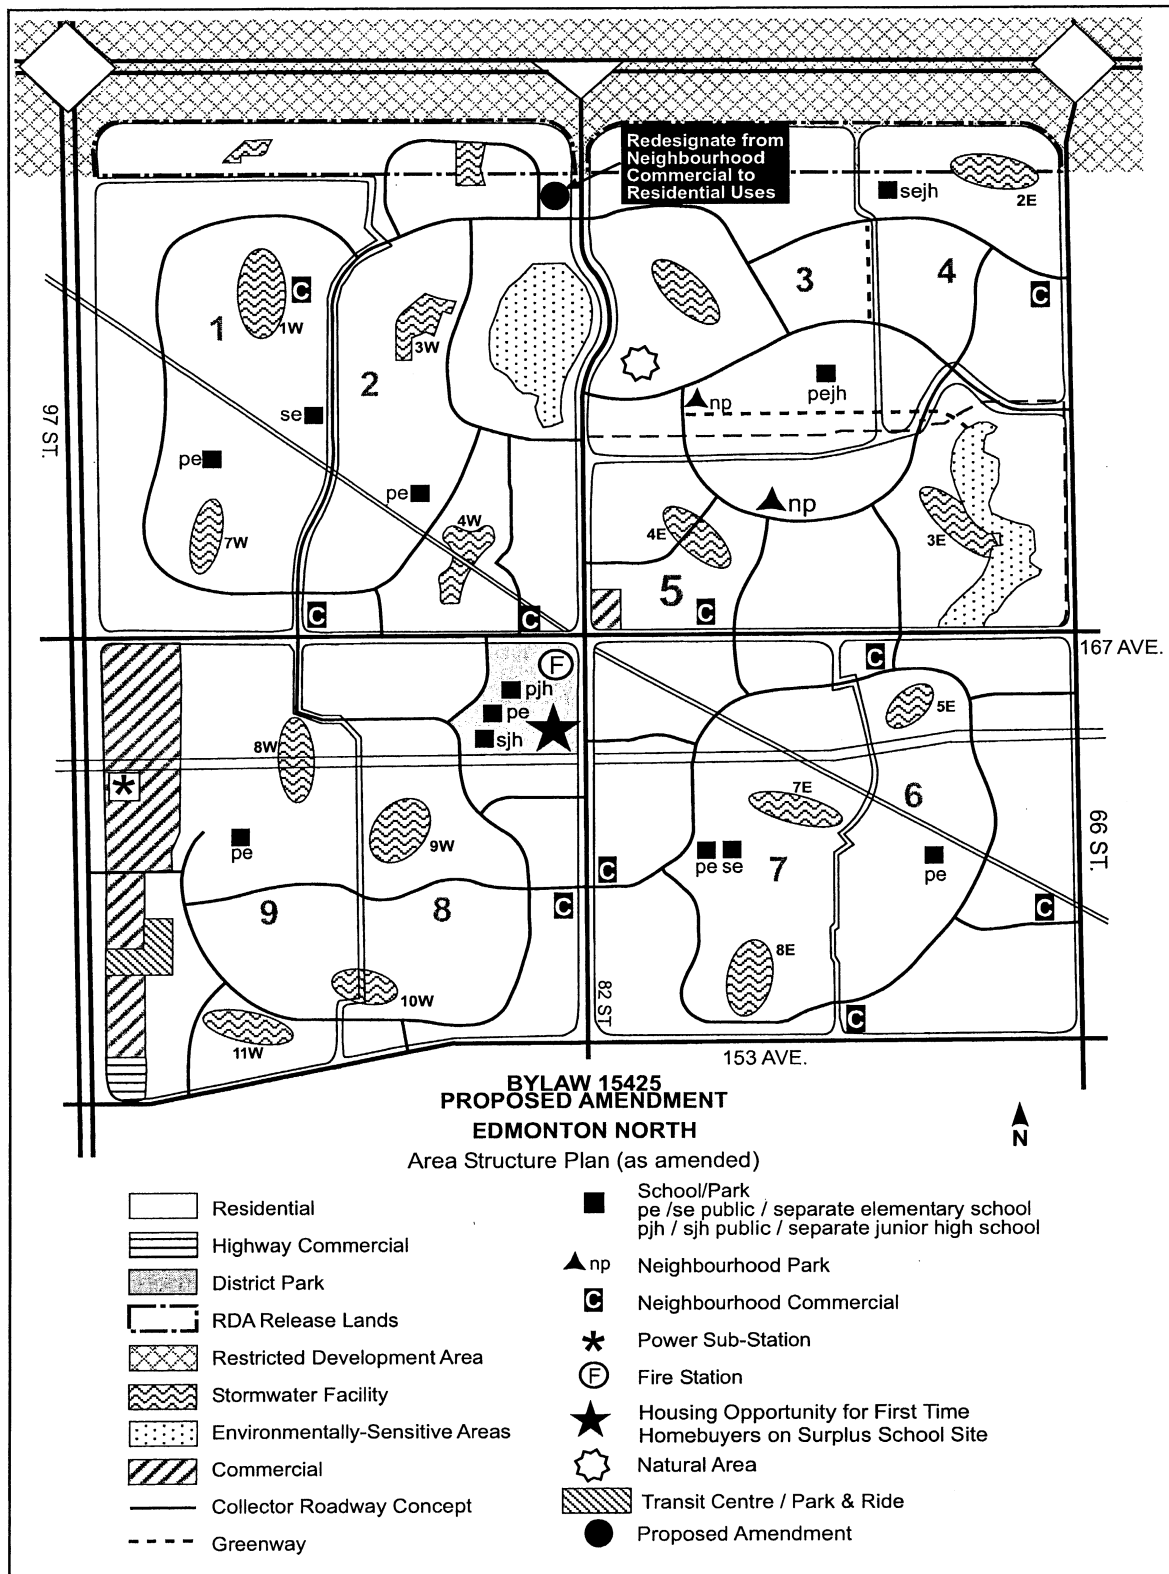 Redesignate from
Neighbourhood
Commercial to
Residential Uses
sejh
2E
3
4
C
1
C
1W
3W
2
pejh
np
se
pe
pe
np
97 ST.
7W
4W
4E
3E
5
C
C
C
167 AVE.
F
C
pjh
pe
sjh
5E
8W
7E
6
66 ST.
pe
9W
pe se
7
pe
C
9
8
C
C
8E
10W
82 ST
C
11W
153 AVE.
BYLAW 15425
PROPOSED AMENDMENT
EDMONTON NORTH
Area Structure Plan (as amended)
N
Residential
Highway Commercial
District Park
RDA Release Lands
Restricted Development Area
Stormwater Facility
Environmentally-Sensitive Areas
Commercial
Collector Roadway Concept
Greenway
School/Park
pe /se public / separate elementary school
pjh / sjh public / separate junior high school
np Neighbourhood Park
C Neighbourhood Commercial
Power Sub-Station
F Fire Station
Housing Opportunity for First Time
Homebuyers on Surplus School Site
Natural Area
Transit Centre / Park & Ride
Proposed Amendment